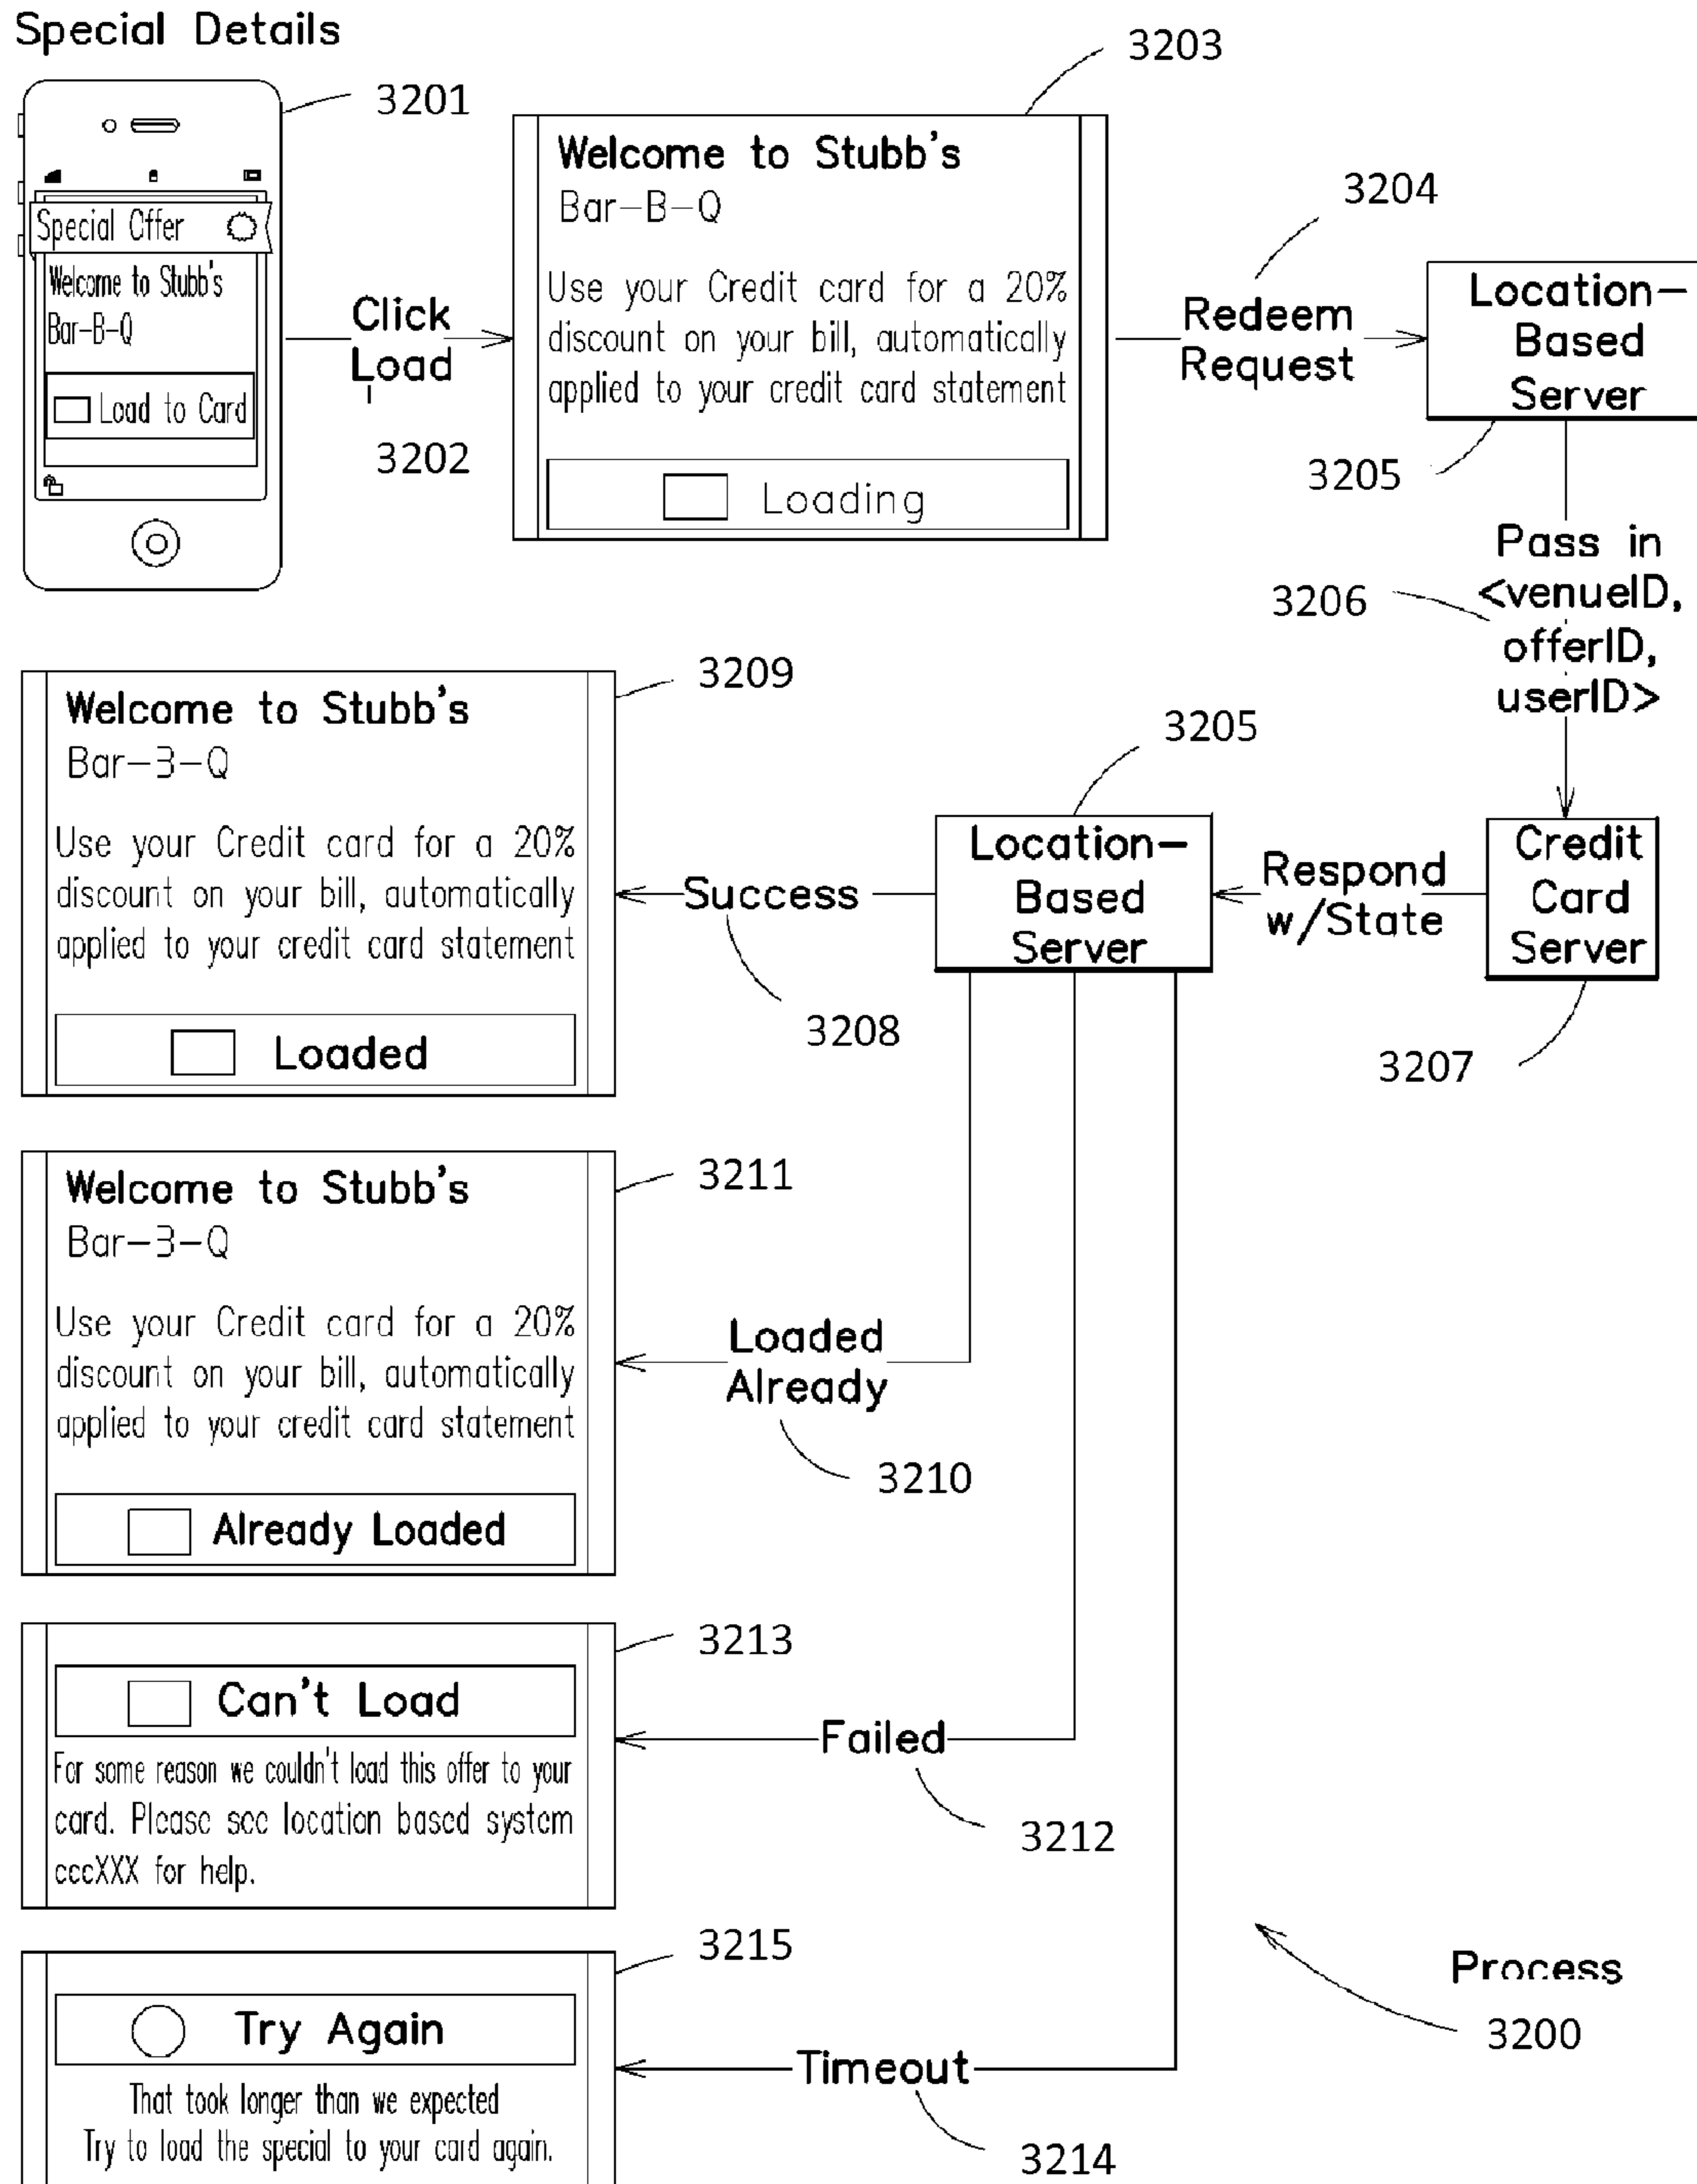 Special Details
3201
Special Offer
Welcome to Stubb's
Bar-B-Q
Load to Card
Click
Load
3202
3203
Welcome to Stubb's
Bar-B-Q
Use your Credit card for a 20%
discount on your bill, automatically
applied to your credit card statement
Loading
3204
Redeem
Request
Location-
Based
Server
3205
Pass in
<venueID,
offerID,
userID>
3206
Credit
Card
Server
3207
Respond
w/State
3205
Location-
Based
Server
Success
3208
3209
Welcome to Stubb's
Bar-B-Q
Use your Credit card for a 20%
discount on your bill, automatically
applied to your credit card statement
Loaded
3211
Welcome to Stubb's
Bar-B-Q
Use your Credit card for a 20%
discount on your bill, automatically
applied to your credit card statement
Already Loaded
Loaded
Already
3210
3213
Can't Load
For some reason we couldn't load this offer to your
card. Please see location based system
cccXXX for help.
Failed
3212
3215
Try Again
That took longer than we expected
Try to load the special to your card again.
Timeout
3214
Process
3200